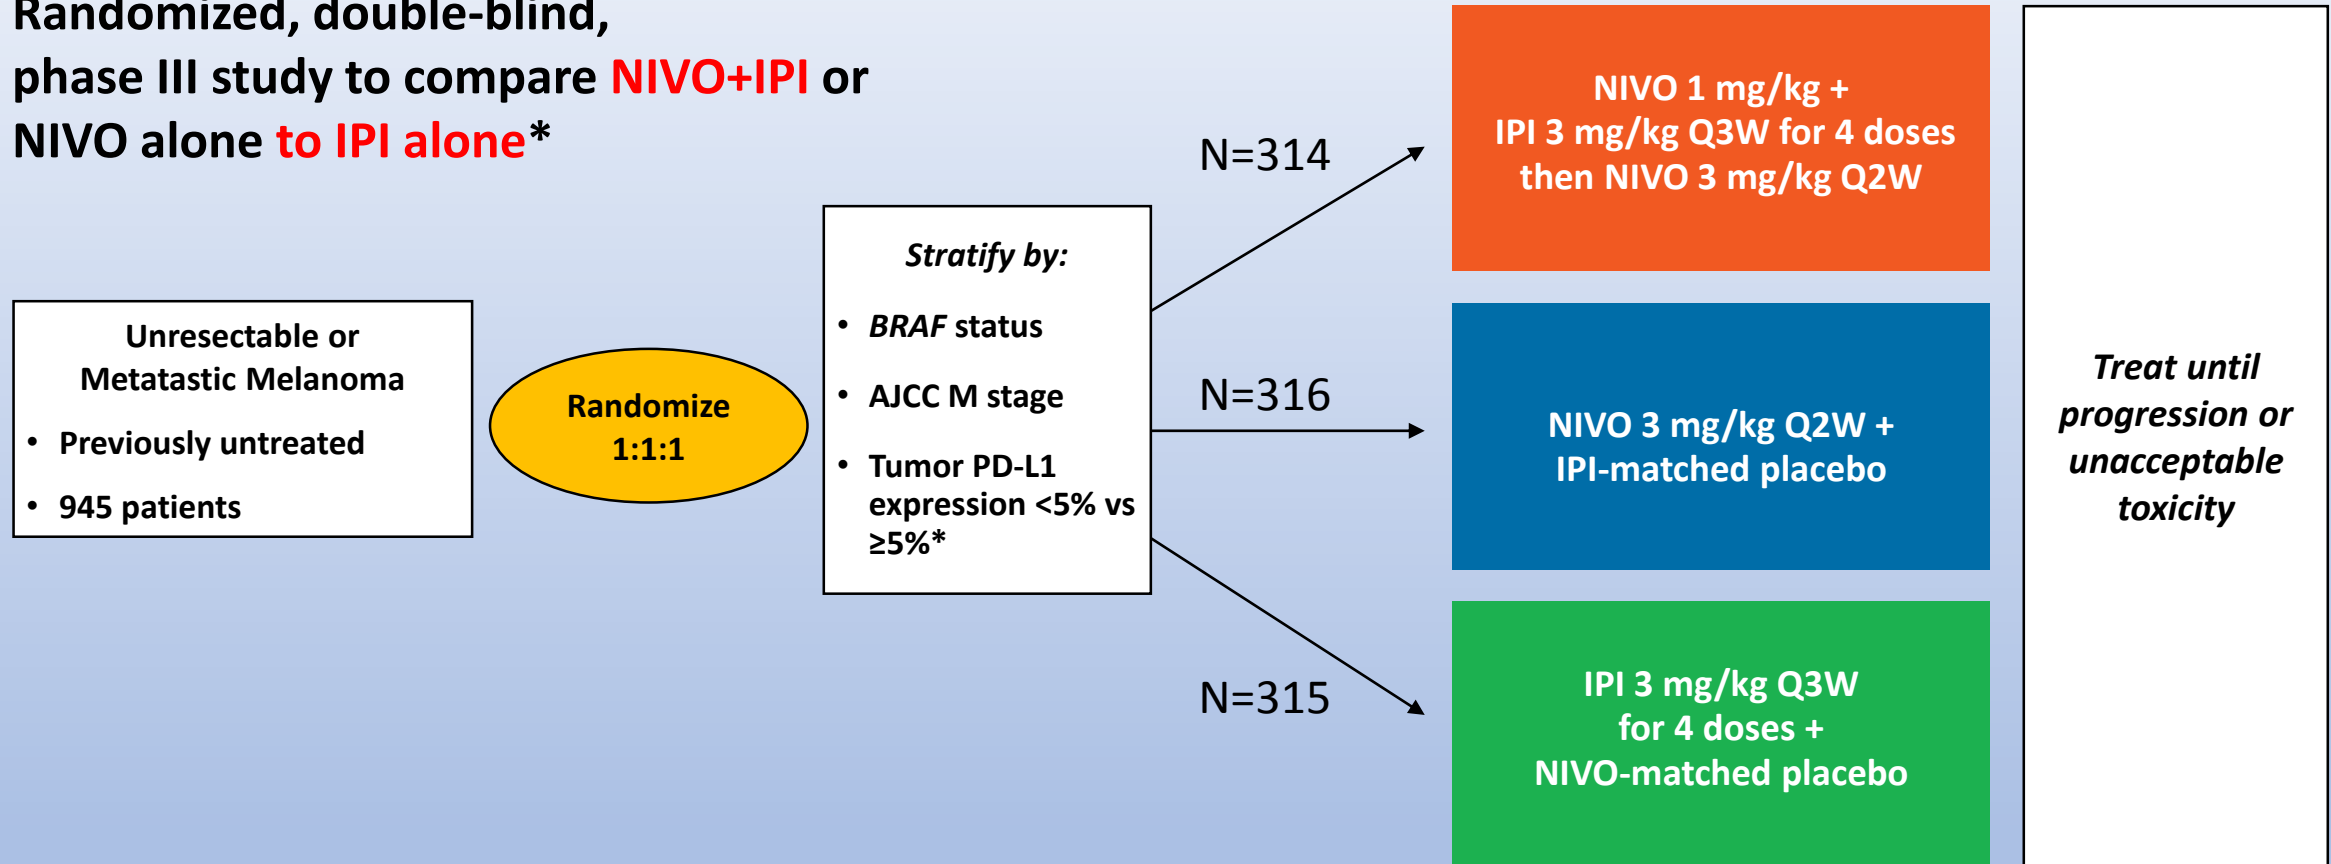 Randomized, double-blind,
phase III study to compare NIVO+IPI or
NIVO alone to IPI alone*
Unresectable or
Metatastic Melanoma
• Previously untreated
• 945 patients
Randomize
1:1:1
Stratify by:
• BRAF status
• AJCC M stage
• Tumor PD-L1
expression <5% vs
≥5%*
N=314
N=316
N=315
NIVO 1 mg/kg +
IPI 3 mg/kg Q3W for 4 doses
then NIVO 3 mg/kg Q2W
NIVO 3 mg/kg Q2W +
IPI-matched placebo
IPI 3 mg/kg Q3W
for 4 doses +
NIVO-matched placebo
Treat until
progression or
unacceptable
toxicity